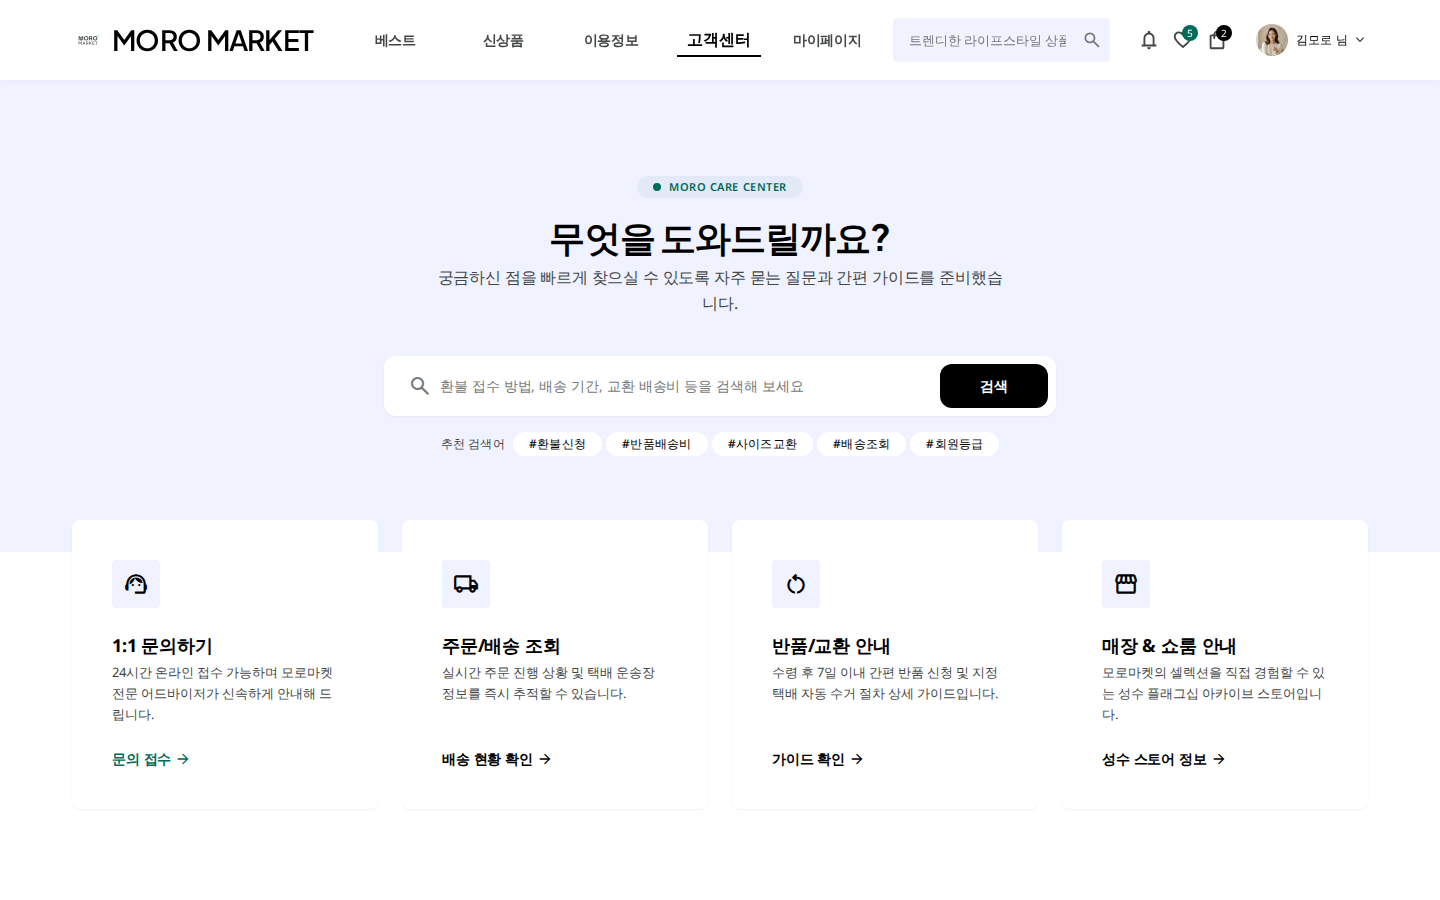 MORO MARKET
MORO MARKET
베스트
신상품
이용정보
고객센터
마이페이지
트렌디한 라이프스타일 상품
5
2
김모로 님
MORO CARE CENTER
무엇을 도와드릴까요?
궁금하신 점을 빠르게 찾으실 수 있도록 자주 묻는 질문과 간편 가이드를 준비했습
니다.
환불 접수 방법, 배송 기간, 교환 배송비 등을 검색해 보세요
검색
추천 검색어
#환불신청
#반품배송비
#사이즈교환
#배송조회
#회원등급
1:1 문의하기
24시간 온라인 접수 가능하며 모로마켓
전문 어드바이저가 신속하게 안내해 드
립니다.
문의 접수
주문/배송 조회
실시간 주문 진행 상황 및 택배 운송장
정보를 즉시 추적할 수 있습니다.
배송 현황 확인
반품/교환 안내
수령 후 7일 이내 간편 반품 신청 및 지정
택배 자동 수거 절차 상세 가이드입니다.
가이드 확인
매장 & 쇼룸 안내
모로마켓의 셀렉션을 직접 경험할 수 있
는 성수 플래그십 아카이브 스토어입니
다.
성수 스토어 정보